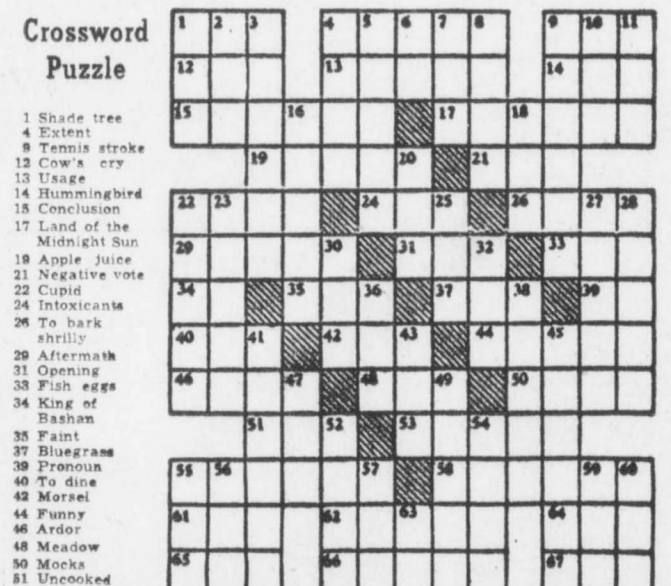 Crossword
Puzzle
1 Shade tree
4 Extent
9 Tennis stroke
12 Cow's cry
13 Usage
14 Hummingbird
15 Conclusion
17 Land of the
Midnight Sun
19 Apple juice
21 Negative vote
22 Cupid
24 Intoxicants
26 To bark
shrilly
29 Aftermath
31 Opening
33 Fish eggs
34 King of
Bashan
35 Faint
37 Bluegrass
39 Pronoun
40 To dine
42 Morsel
44 Funny
46 Ardor
48 Meadow
50 Mocks
51 Uncooked
1 2 3 4 5 6 7 8 9 10 11
12 13 14
15 16 17 18
19 20 21
22 23 24 25 26 27 28
29 30 31 32 33
34 35 36 37 38 39
40 41 42 43 44 45
46 47 48 49 50
51 52 53 54
55 56 57 58 59 60
61 62 63 64
65 66 67